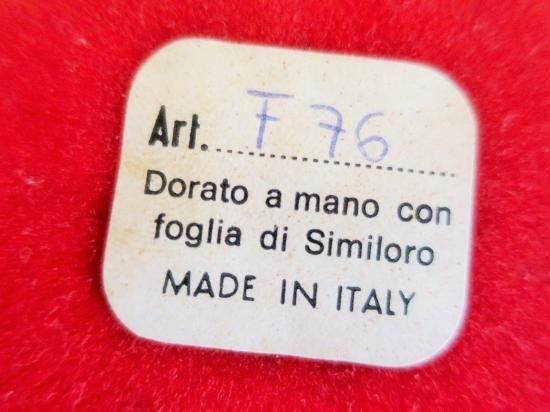 Art. F 76
Dorato a mano con
foglia di Similoro
MADE IN ITALY